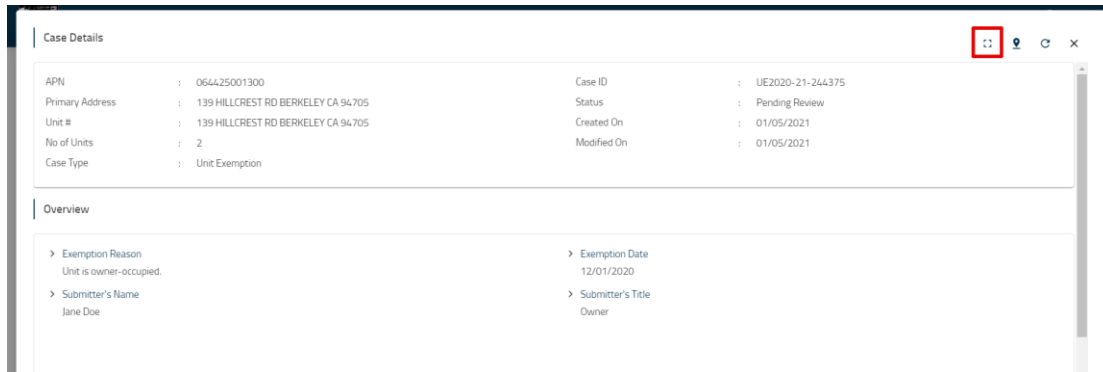 Case Details
APN : 064425001300 Case ID : UE2020-21-244375
Primary Address : 139 HILLCREST RD BERKELEY CA 94705 Status : Pending Review
Unit # : 139 HILLCREST RD BERKELEY CA 94705 Created On : 01/05/2021
No of Units : 2 Modified On : 01/05/2021
Case Type : Unit Exemption
Overview
> Exemption Reason > Exemption Date
Unit is owner-occupied. 12/01/2020
> Submitter's Name > Submitter's Title
Jane Doe Owner